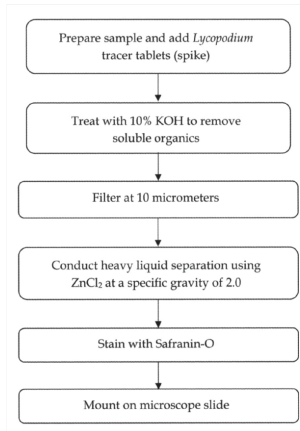 Prepare sample and add Lycopodium
tracer tablets (spike)
Treat with 10% KOH to remove
soluble organics
Filter at 10 micrometers
Conduct heavy liquid separation using
ZnCl₂ at a specific gravity of 2.0
Stain with Safranin-O
Mount on microscope slide